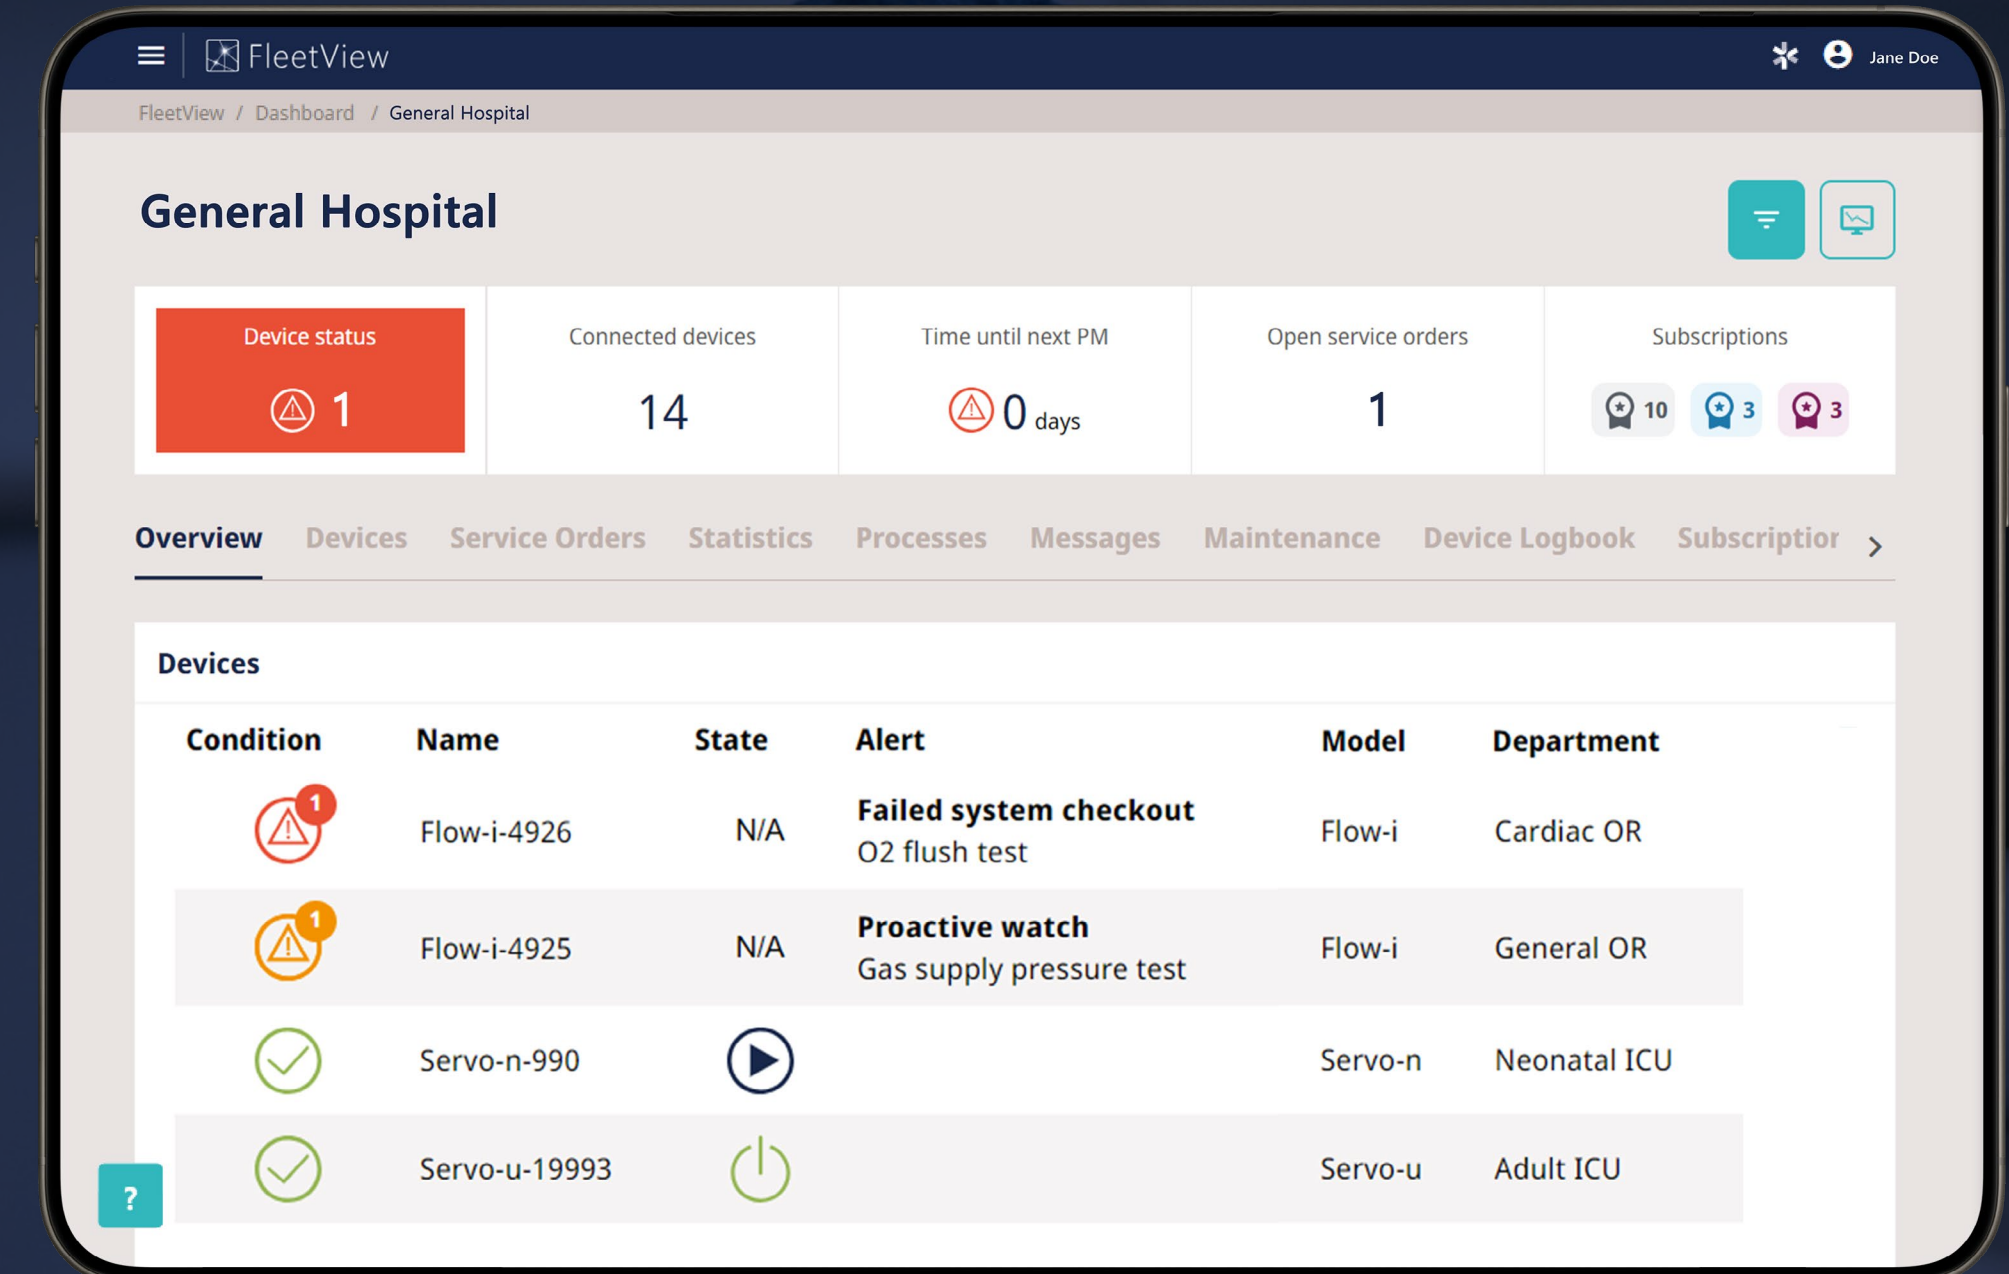 FleetView
Jane Doe
FleetView / Dashboard / General Hospital
General Hospital
Device status
1
Connected devices
14
Time until next PM
0 days
Open service orders
1
Subscriptions
10 3 3
Overview Devices Service Orders Statistics Processes Messages Maintenance Device Logbook Subscription
Devices
Condition Name State Alert Model Department
1 Flow-i-4926 N/A Failed system checkout Flow-i Cardiac OR
O2 flush test
1 Flow-i-4925 N/A Proactive watch Flow-i General OR
Gas supply pressure test
Servo-n-990 Servo-n Neonatal ICU
Servo-u-19993 Servo-u Adult ICU
?